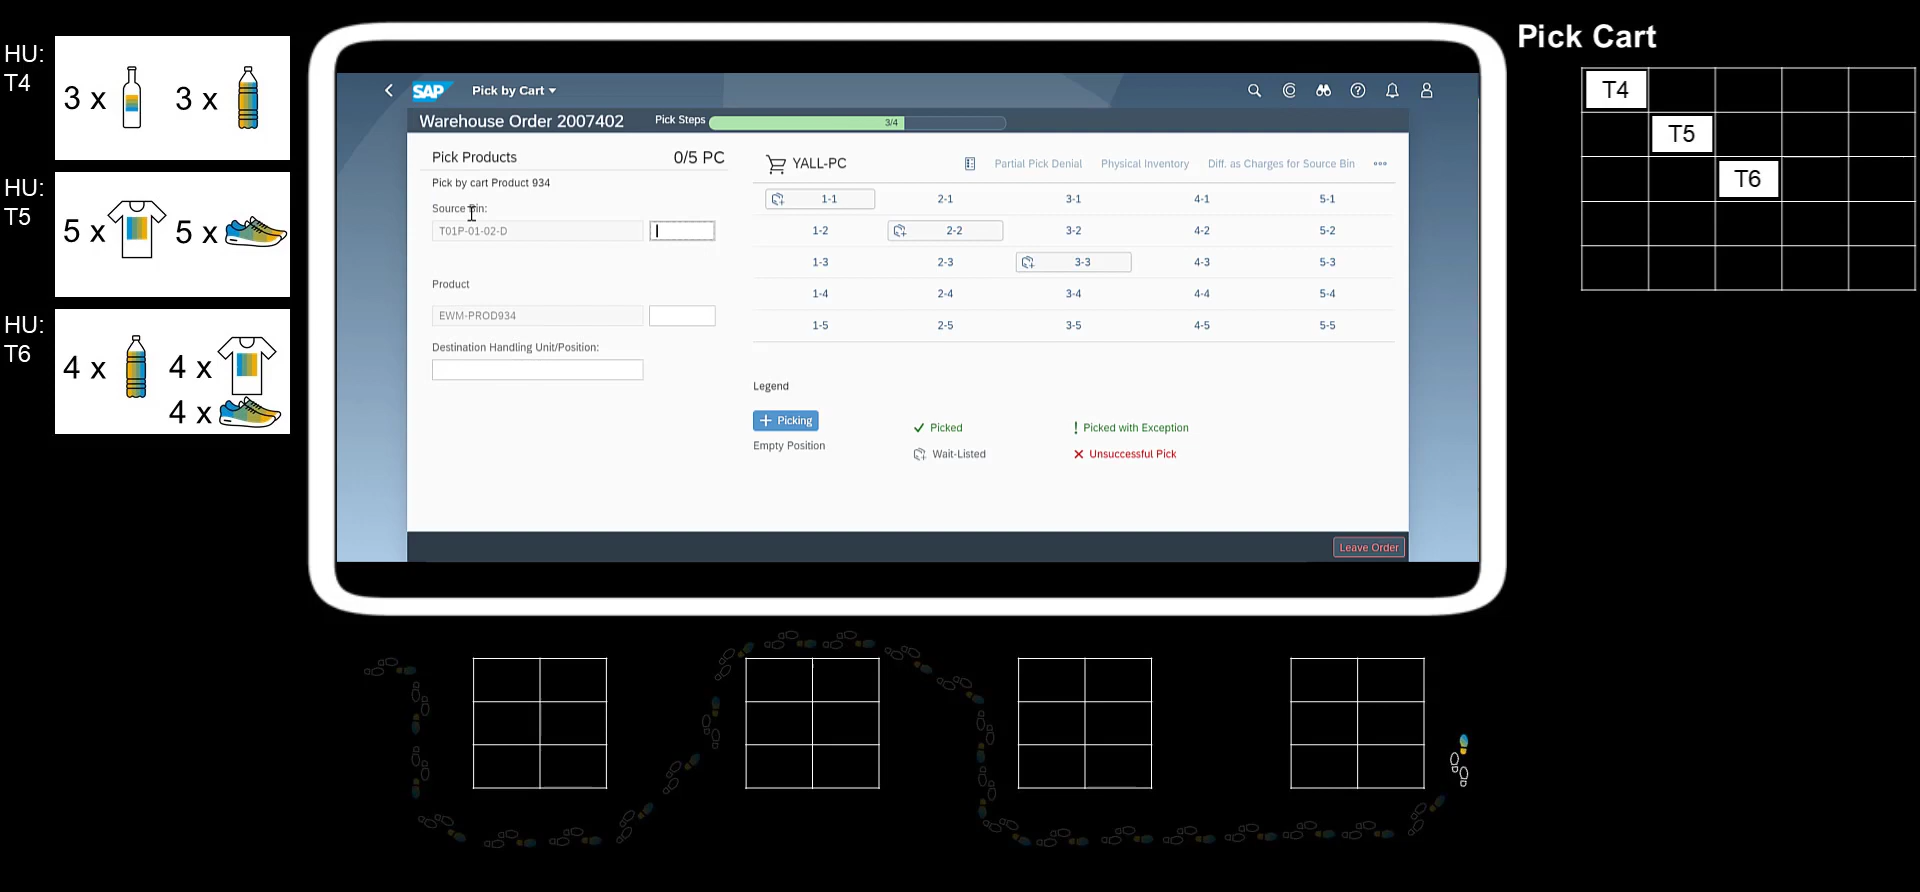 HU:
T4
3 x
3 x
HU:
T5
5 x
5 x
HU:
T6
4 x
4 x
4 x
SAP
Pick by Cart
Warehouse Order 2007402
Pick Steps
3/4
Pick Products
0/5 PC
Pick by cart Product 934
Source Bin:
T01P-01-02-D
Product
EWM-PROD934
Destination Handling Unit/Position:
YALL-PC
Partial Pick Denial
Physical Inventory
Diff. as Charges for Source Bin
1-1 2-1 3-1 4-1 5-1
1-2 2-2 3-2 4-2 5-2
1-3 2-3 3-3 4-3 5-3
1-4 2-4 3-4 4-4 5-4
1-5 2-5 3-5 4-5 5-5
Legend
Picking
Picked
Picked with Exception
Empty Position
Wait-Listed
Unsuccessful Pick
Leave Order
Pick Cart
T4
T5
T6